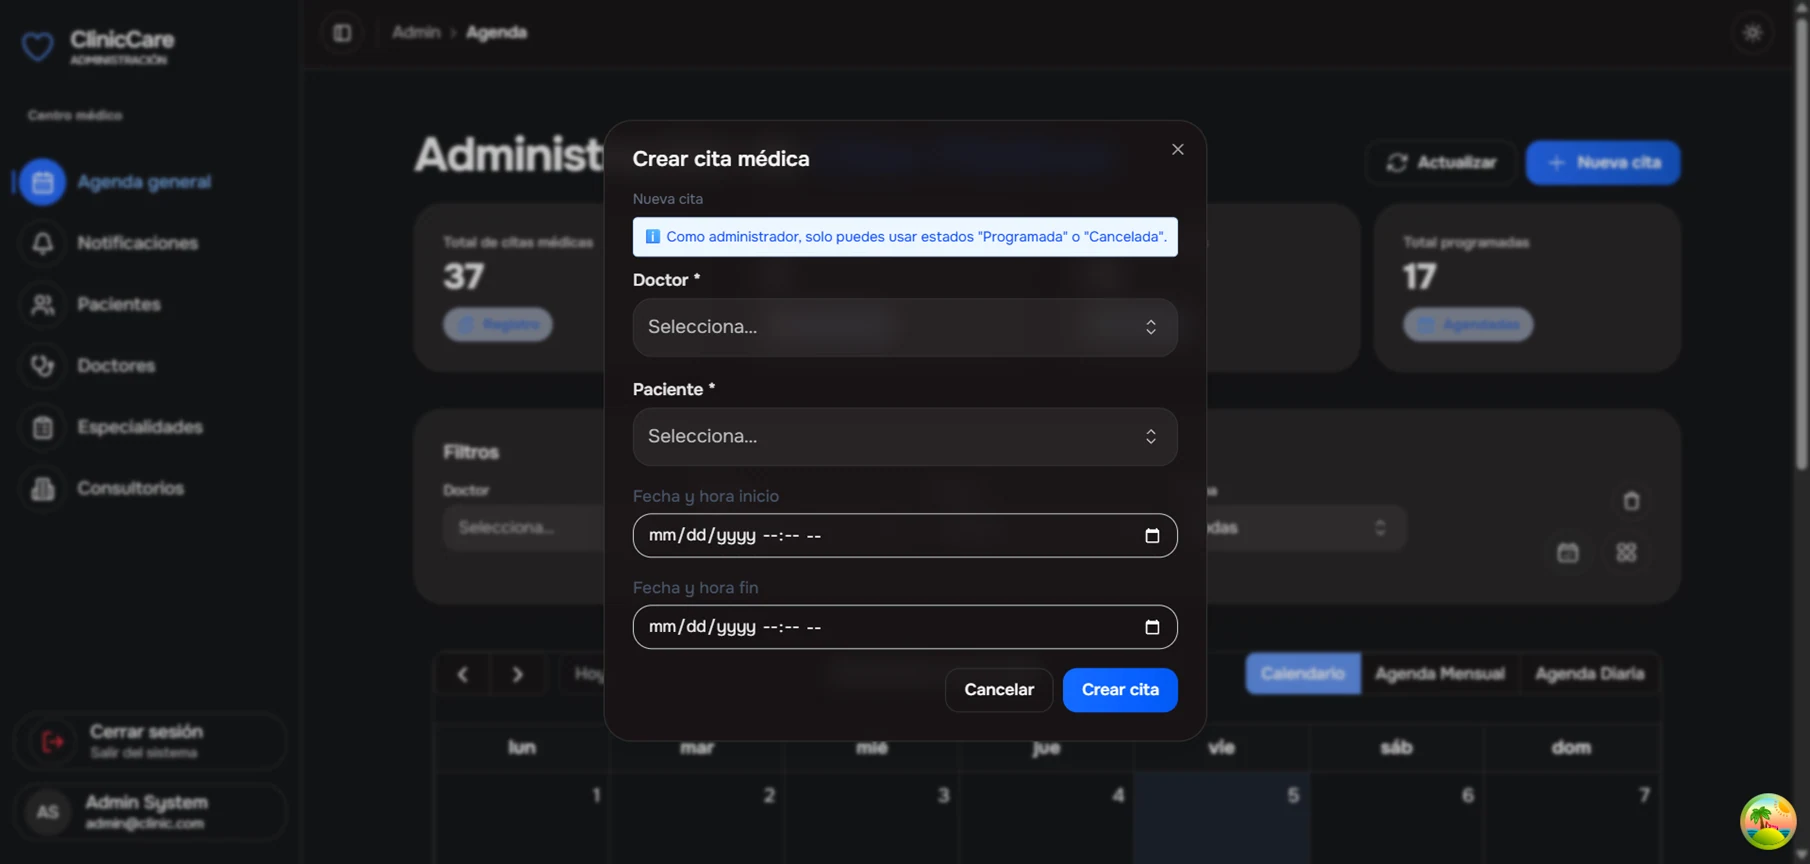 ClinicCare
ADMINISTRACIÓN
Centro médico
Agenda general
Notificaciones
Pacientes
Doctores
Especialidades
Consultorios
Cerrar sesión
Salir del sistema
AS
Admin System
admin@clinic.com
Admin › Agenda
Administ
Actualizar
+ Nueva cita
Total de citas médicas
37
Registro
Total programadas
17
Agendadas
Filtros
Doctor
Selecciona...
Crear cita médica
Nueva cita
Como administrador, solo puedes usar estados "Programada" o "Cancelada".
Doctor *
Selecciona...
Paciente *
Selecciona...
Fecha y hora inicio
mm/dd/yyyy --:-- --
Fecha y hora fin
mm/dd/yyyy --:-- --
Cancelar
Crear cita
Calendario
Agenda Mensual
Agenda Diaria
lun mar mié jue vie sáb dom
1 2 3 4 5 6 7